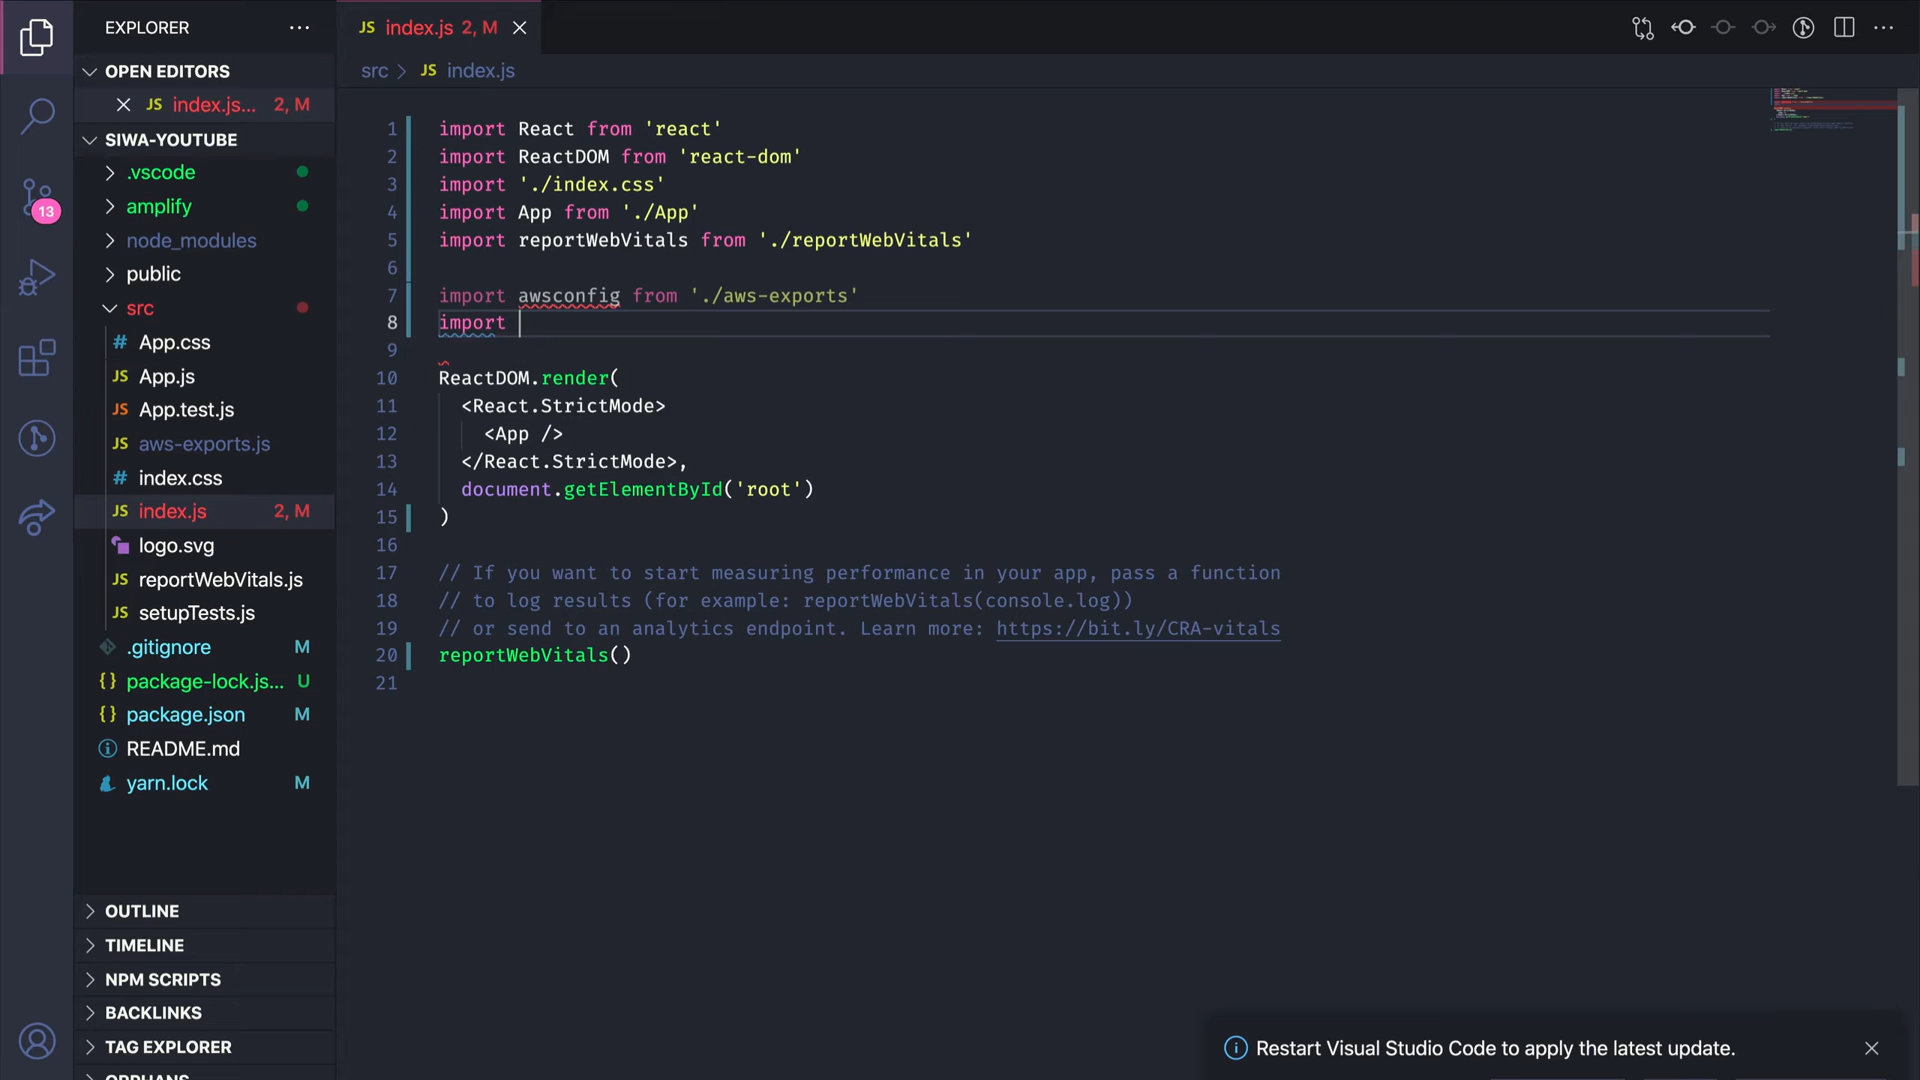 EXPLORER
OPEN EDITORS
JS index.js... 2, M
SIWA-YOUTUBE
.vscode
amplify
node_modules
public
src
# App.css
JS App.js
JS App.test.js
JS aws-exports.js
# index.css
JS index.js 2, M
logo.svg
JS reportWebVitals.js
JS setupTests.js
.gitignore M
{} package-lock.js... U
{} package.json M
README.md
yarn.lock M
OUTLINE
TIMELINE
NPM SCRIPTS
BACKLINKS
TAG EXPLORER
ORPHANS
13
JS index.js 2, M
src > JS index.js
1 import React from 'react'
2 import ReactDOM from 'react-dom'
3 import './index.css'
4 import App from './App'
5 import reportWebVitals from './reportWebVitals'
6
7 import awsconfig from './aws-exports'
8 import
9
10 ReactDOM.render(
11 <React.StrictMode>
12 <App />
13 </React.StrictMode>,
14 document.getElementById('root')
15 )
16
17 // If you want to start measuring performance in your app, pass a function
18 // to log results (for example: reportWebVitals(console.log))
19 // or send to an analytics endpoint. Learn more: https://bit.ly/CRA-vitals
20 reportWebVitals()
21
Restart Visual Studio Code to apply the latest update.